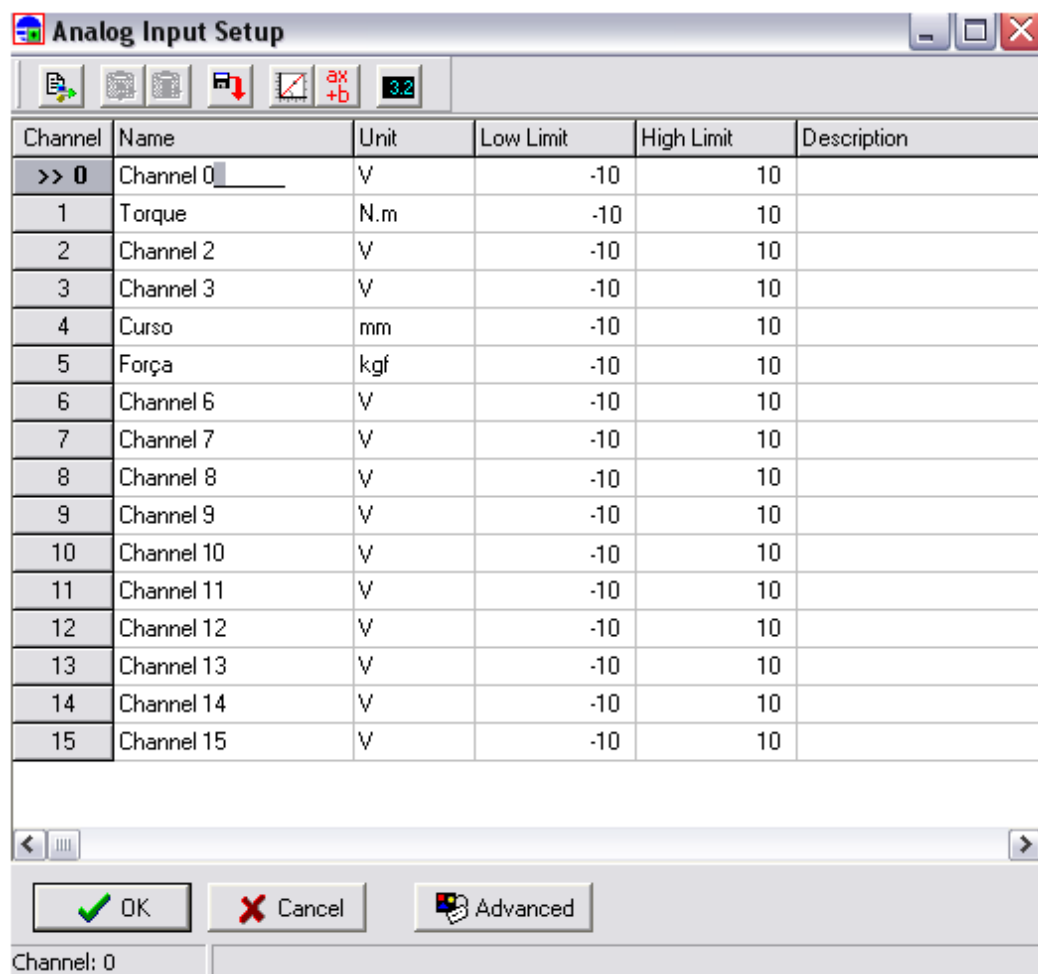 Analog Input Setup
ax
+b
3.2
Channel Name Unit Low Limit High Limit Description
>> 0 Channel 0______ V -10 10
1 Torque N.m -10 10
2 Channel 2 V -10 10
3 Channel 3 V -10 10
4 Curso mm -10 10
5 Força kgf -10 10
6 Channel 6 V -10 10
7 Channel 7 V -10 10
8 Channel 8 V -10 10
9 Channel 9 V -10 10
10 Channel 10 V -10 10
11 Channel 11 V -10 10
12 Channel 12 V -10 10
13 Channel 13 V -10 10
14 Channel 14 V -10 10
15 Channel 15 V -10 10
OK Cancel Advanced
Channel: 0